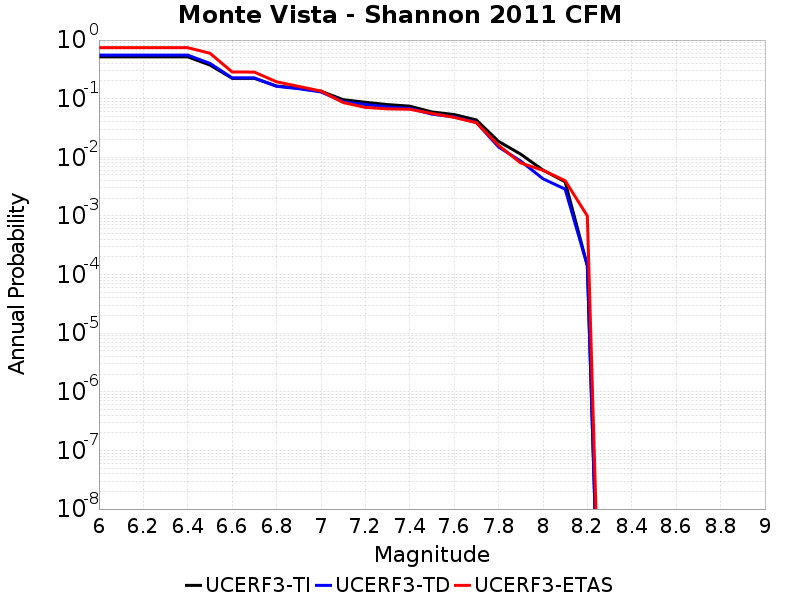 Monte Vista - Shannon 2011 CFM
Annual Probability
10^0
10^-1
10^-2
10^-3
10^-4
10^-5
10^-6
10^-7
10^-8
6 6.2 6.4 6.6 6.8 7 7.2 7.4 7.6 7.8 8 8.2 8.4 8.6 8.8 9
Magnitude
UCERF3-TI UCERF3-TD UCERF3-ETAS